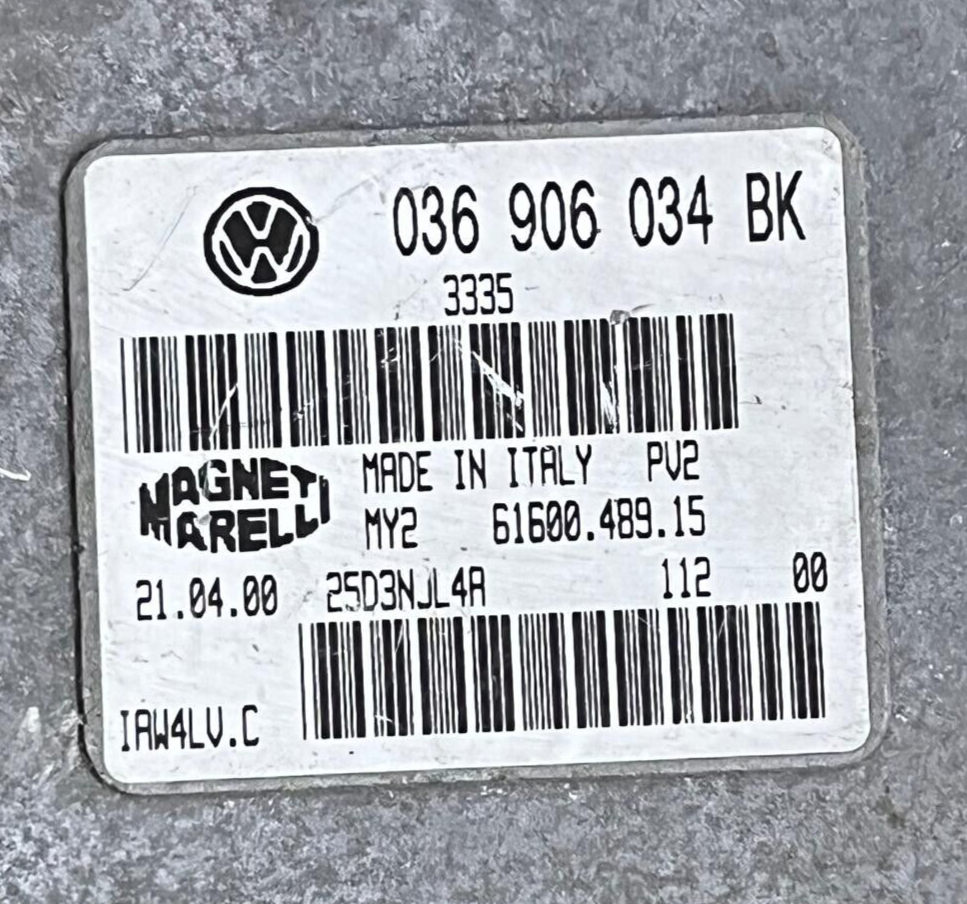 036 906 034 BK
3335
MAGNETI MARELLI
MADE IN ITALY PV2
MY2 61600.489.15
21.04.00 25D3NJL4A 112 00
IAW4LV.C